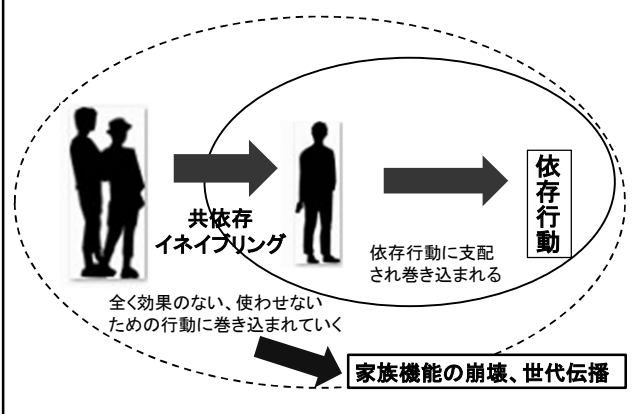 共依存
イネイブリング
依存行動
依存行動に支配
され巻き込まれる
全く効果のない、使わせない
ための行動に巻き込まれていく
家族機能の崩壊、世代伝播